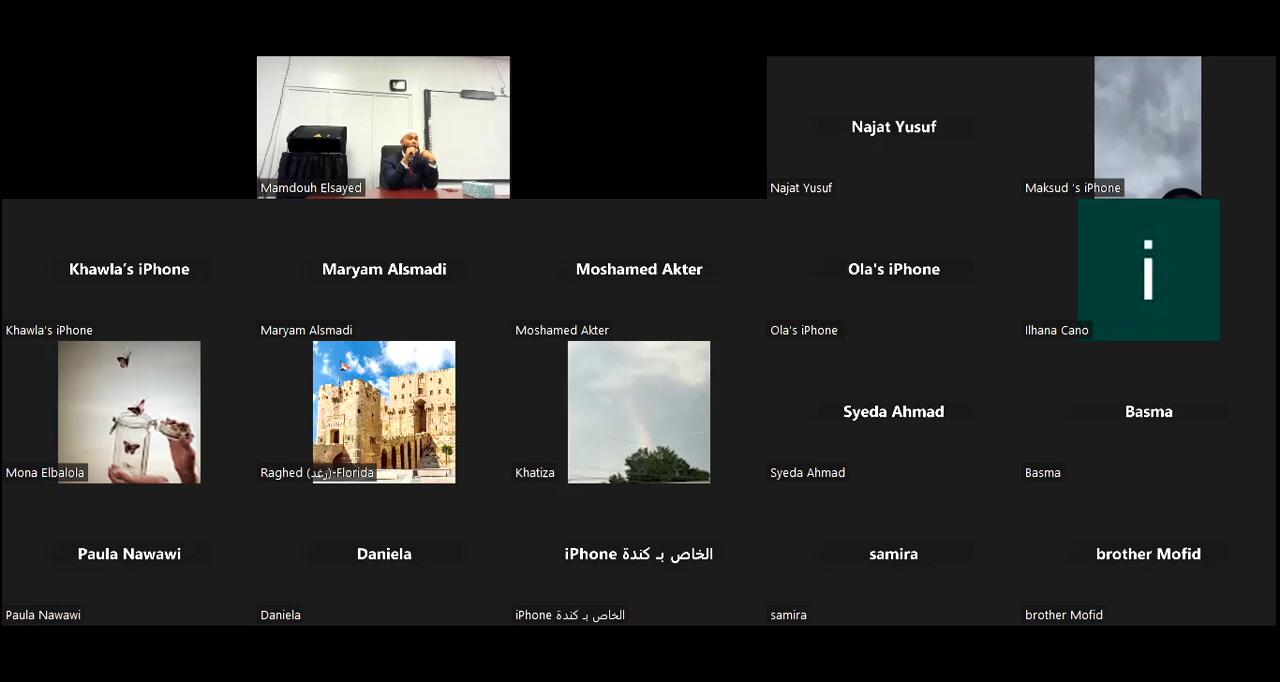 Mamdouh Elsayed
Najat Yusuf
Najat Yusuf
Maksud 's iPhone
Khawla's iPhone
Khawla's iPhone
Maryam Alsmadi
Maryam Alsmadi
Moshamed Akter
Moshamed Akter
Ola's iPhone
Ola's iPhone
i
Ilhana Cano
Mona Elbalola
Raghed (رغد)-Florida
Khatiza
Syeda Ahmad
Syeda Ahmad
Basma
Basma
Paula Nawawi
Paula Nawawi
Daniela
Daniela
iPhone الخاص بـ كندة
iPhone الخاص بـ كندة
samira
samira
brother Mofid
brother Mofid